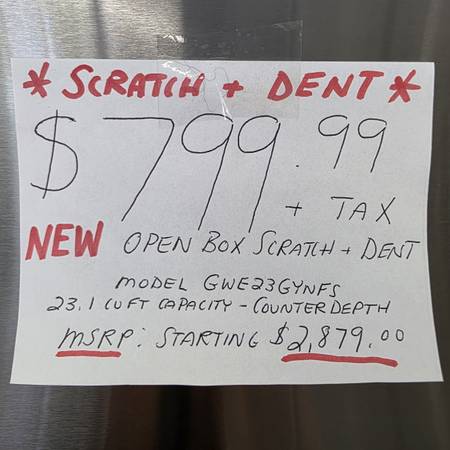 * SCRATCH + DENT *
$799.99
+ TAX
NEW OPEN BOX SCRATCH + DENT
MODEL GWE23GYNFS
23.1 CU FT CAPACITY - COUNTER DEPTH
MSRP: STARTING $2,879.00